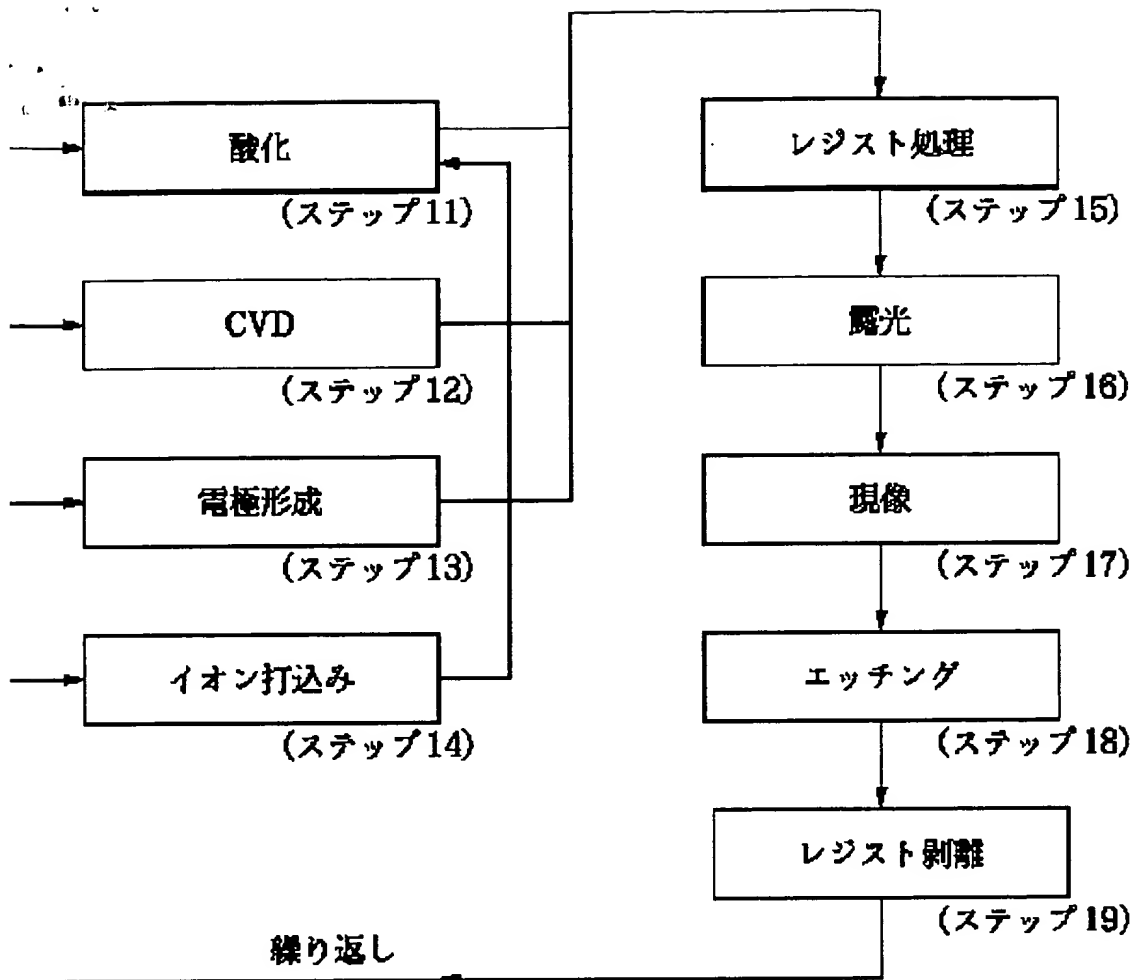 酸化
(ステップ11)
CVD
(ステップ12)
電極形成
(ステップ13)
イオン打込み
(ステップ14)
レジスト処理
(ステップ15)
露光
(ステップ16)
現像
(ステップ17)
エッチング
(ステップ18)
レジスト剥離
(ステップ19)
繰り返し